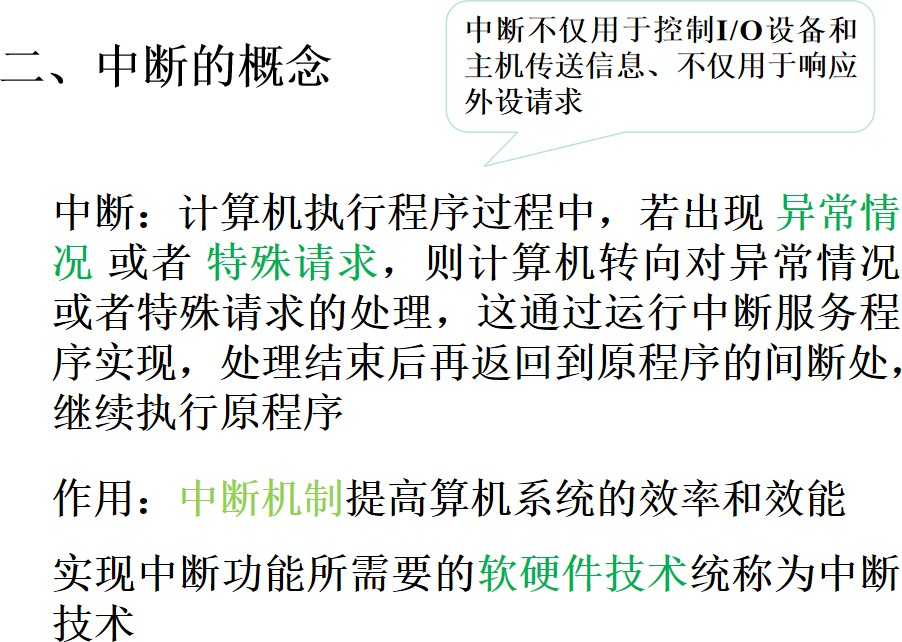 二、中断的概念
中断不仅用于控制I/O设备和
主机传送信息、不仅用于响应
外设请求
中断：计算机执行程序过程中，若出现 异常情
况 或者 特殊请求，则计算机转向对异常情况
或者特殊请求的处理，这通过运行中断服务程
序实现，处理结束后再返回到原程序的间断处，
继续执行原程序
作用：中断机制提高算机系统的效率和效能
实现中断功能所需要的软硬件技术统称为中断
技术